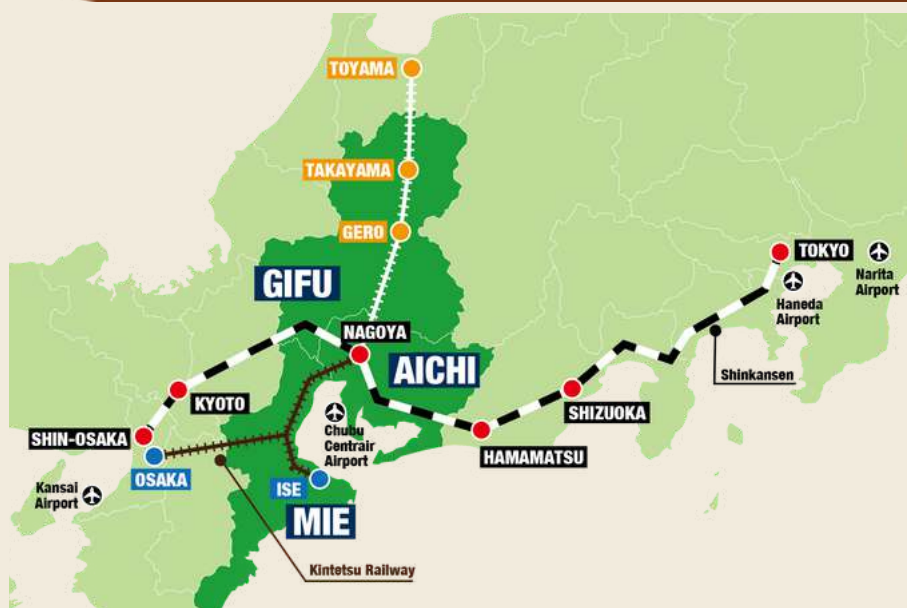 TOYAMA
TAKAYAMA
GERO
GIFU
TOKYO
Narita
Airport
Haneda
Airport
NAGOYA
AICHI
Shinkansen
KYOTO
SHIZUOKA
Chubu
Centrair
Airport
SHIN-OSAKA
HAMAMATSU
OSAKA
ISE
Kansai
Airport
MIE
Kintetsu Railway